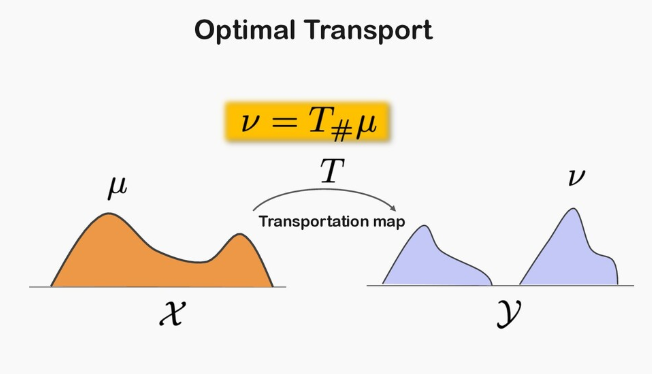 Optimal Transport
ν = T#μ
T
μ
ν
Transportation map
𝒳
𝒴